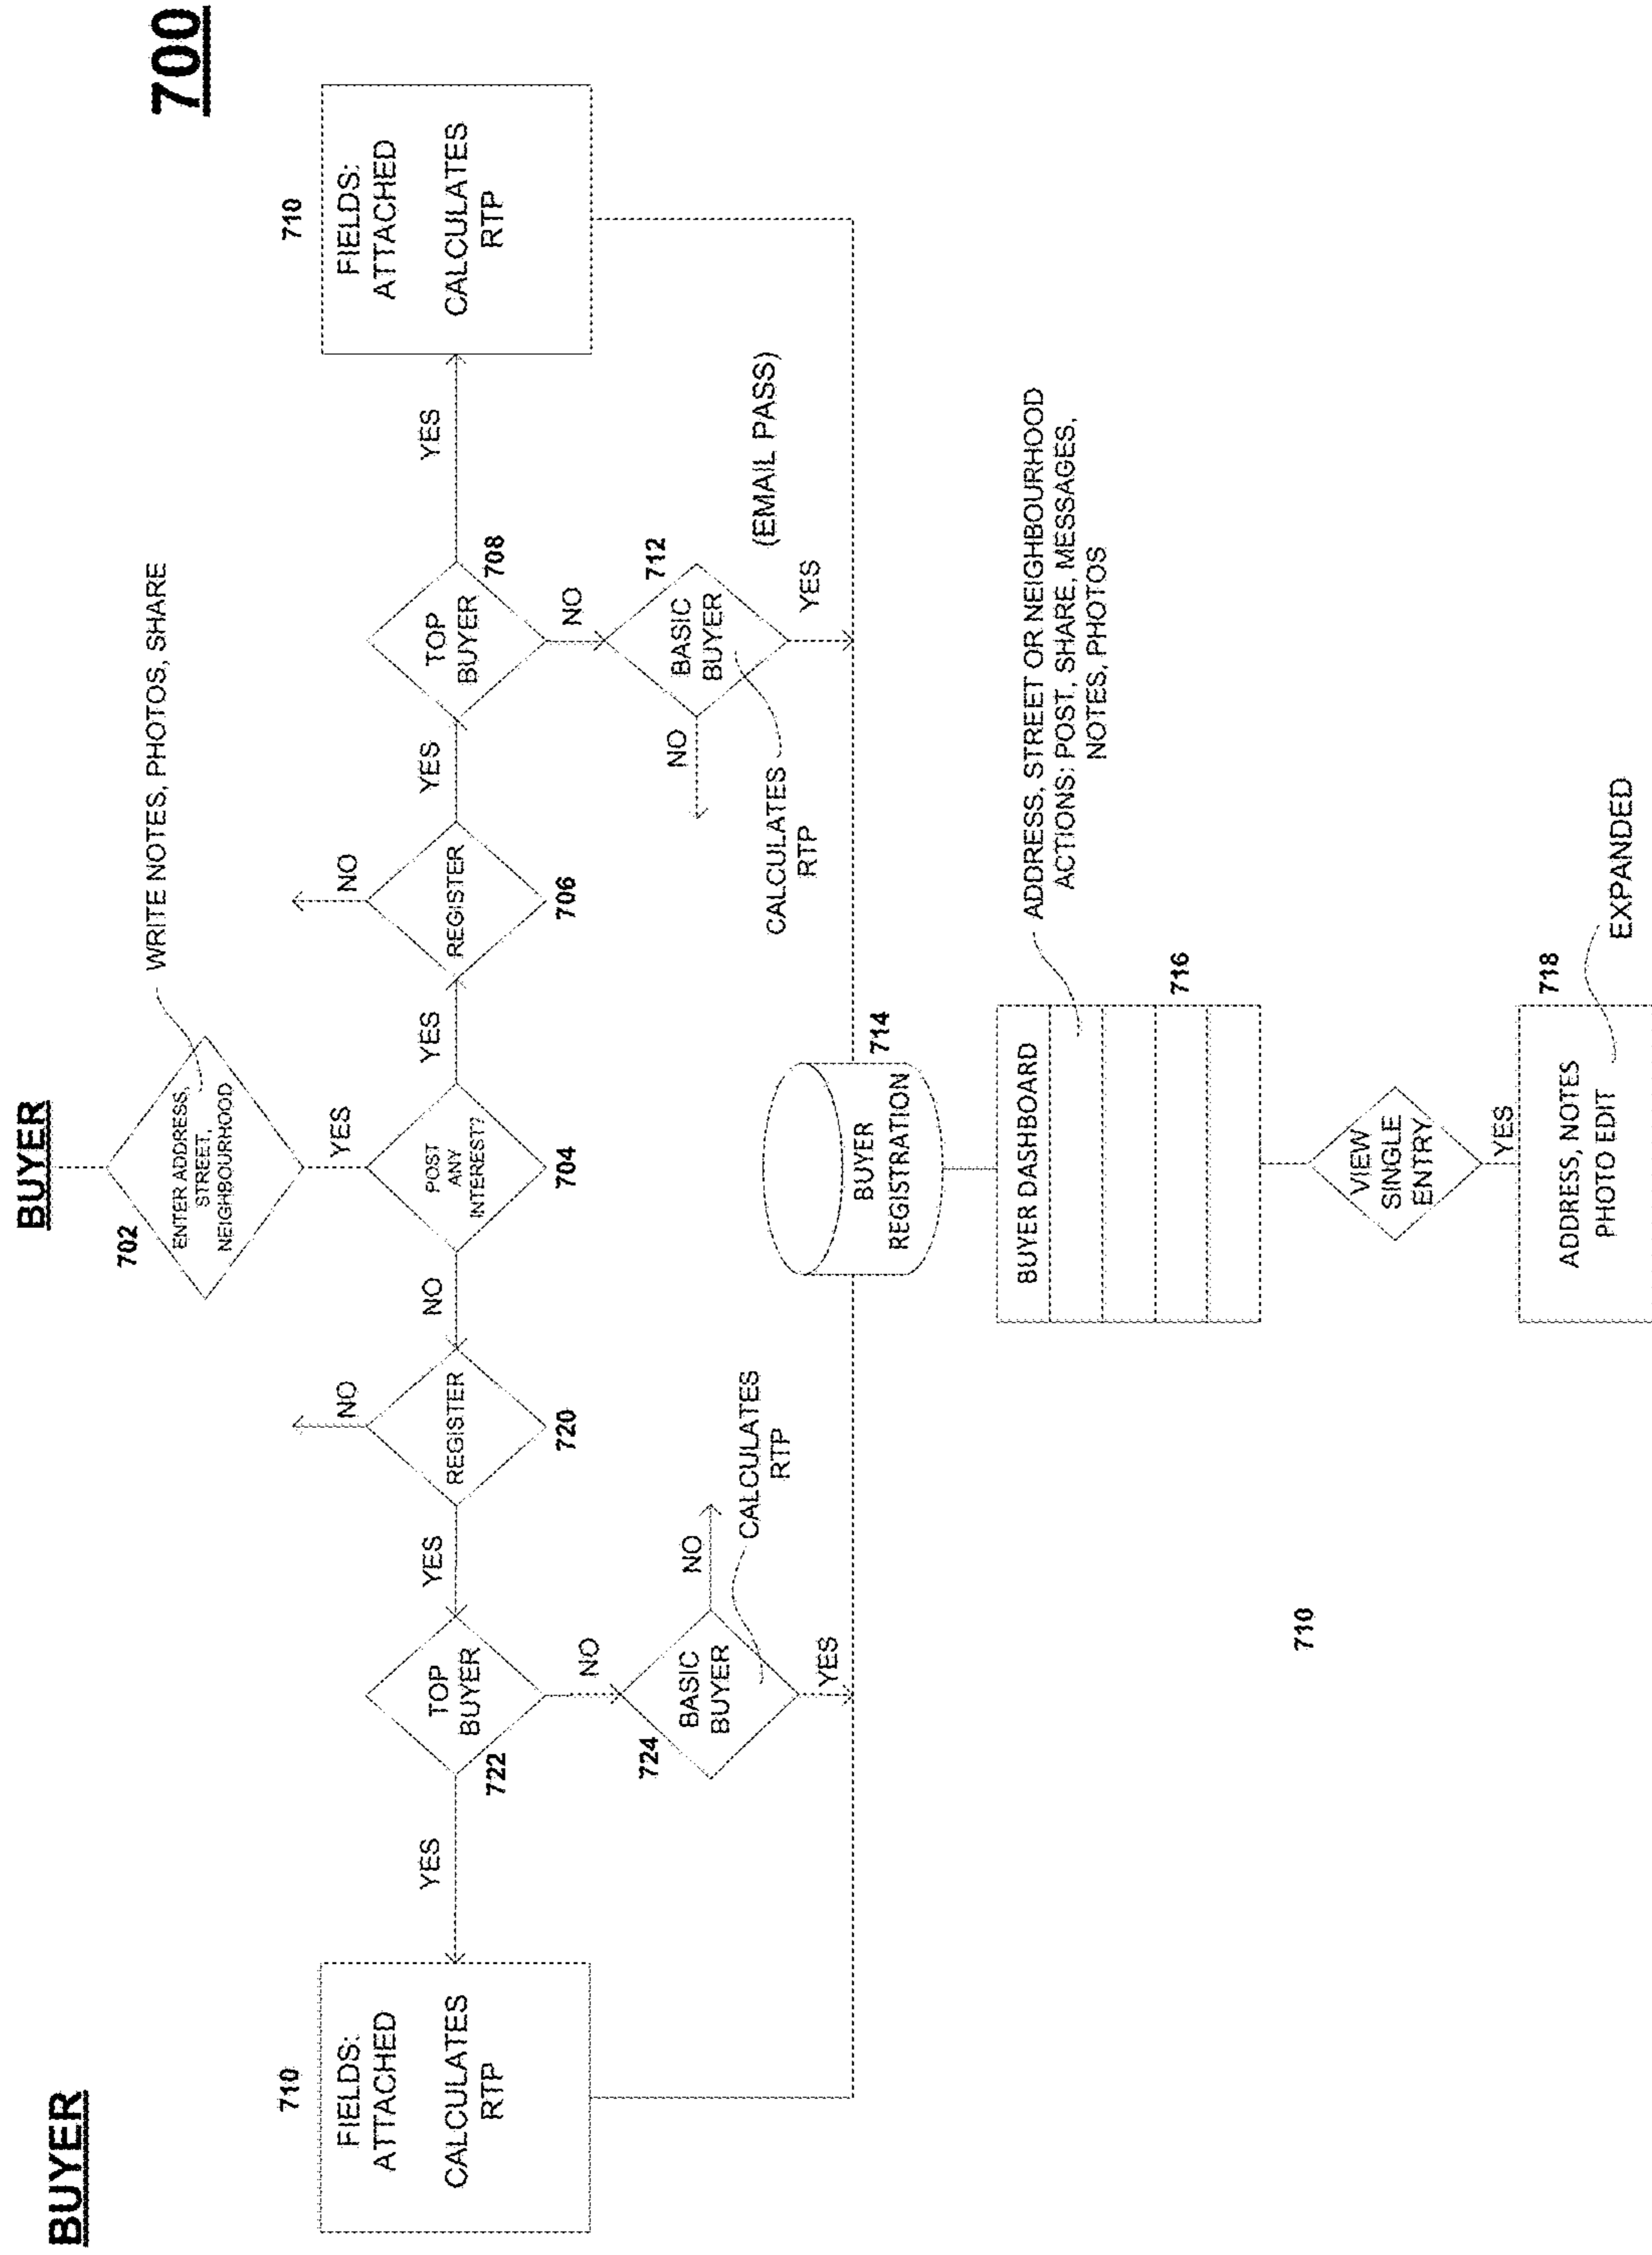 BUYER
BUYER
700
702
ENTER ADDRESS,
STREET,
NEIGHBOURHOOD
WRITE NOTES, PHOTOS, SHARE
YES
710
FIELDS:
ATTACHED
CALCULATES
RTP
YES
722
TOP
BUYER
YES
NO
REGISTER
720
NO
POST
ANY
INTEREST?
704
YES
NO
REGISTER
706
YES
TOP
BUYER
708
YES
710
FIELDS:
ATTACHED
CALCULATES
RTP
NO
724
BASIC
BUYER
NO
CALCULATES
RTP
YES
NO
712
BASIC
BUYER
NO
CALCULATES
RTP
YES
(EMAIL PASS)
BUYER
REGISTRATION
714
BUYER DASHBOARD
716
ADDRESS, STREET OR NEIGHBOURHOOD
ACTIONS: POST, SHARE, MESSAGES,
NOTES, PHOTOS
710
VIEW
SINGLE
ENTRY
YES
718
ADDRESS, NOTES
PHOTO EDIT
EXPANDED